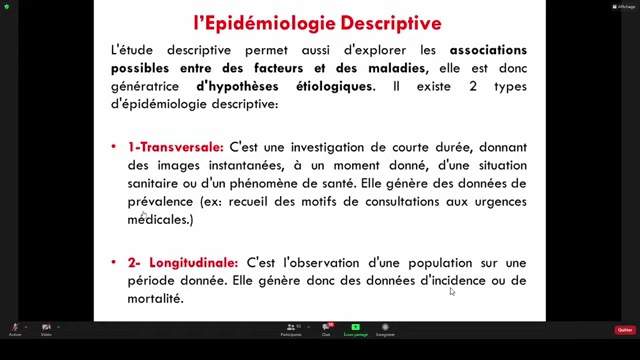 Affichage
l'Epidémiologie Descriptive
L'étude descriptive permet aussi d'explorer les associations
possibles entre des facteurs et des maladies, elle est donc
génératrice d'hypothèses étiologiques. Il existe 2 types
d'épidémiologie descriptive:
• 1-Transversale: C'est une investigation de courte durée, donnant
des images instantanées, à un moment donné, d'une situation
sanitaire ou d'un phénomène de santé. Elle génère des données de
prévalence (ex: recueil des motifs de consultations aux urgences
médicales.)
• 2- Longitudinale: C'est l'observation d'une population sur une
période donnée. Elle génère donc des données d'incidence ou de
mortalité.
Activer Vidéo Participants Chat Écran partagé Enregistrer Quitter